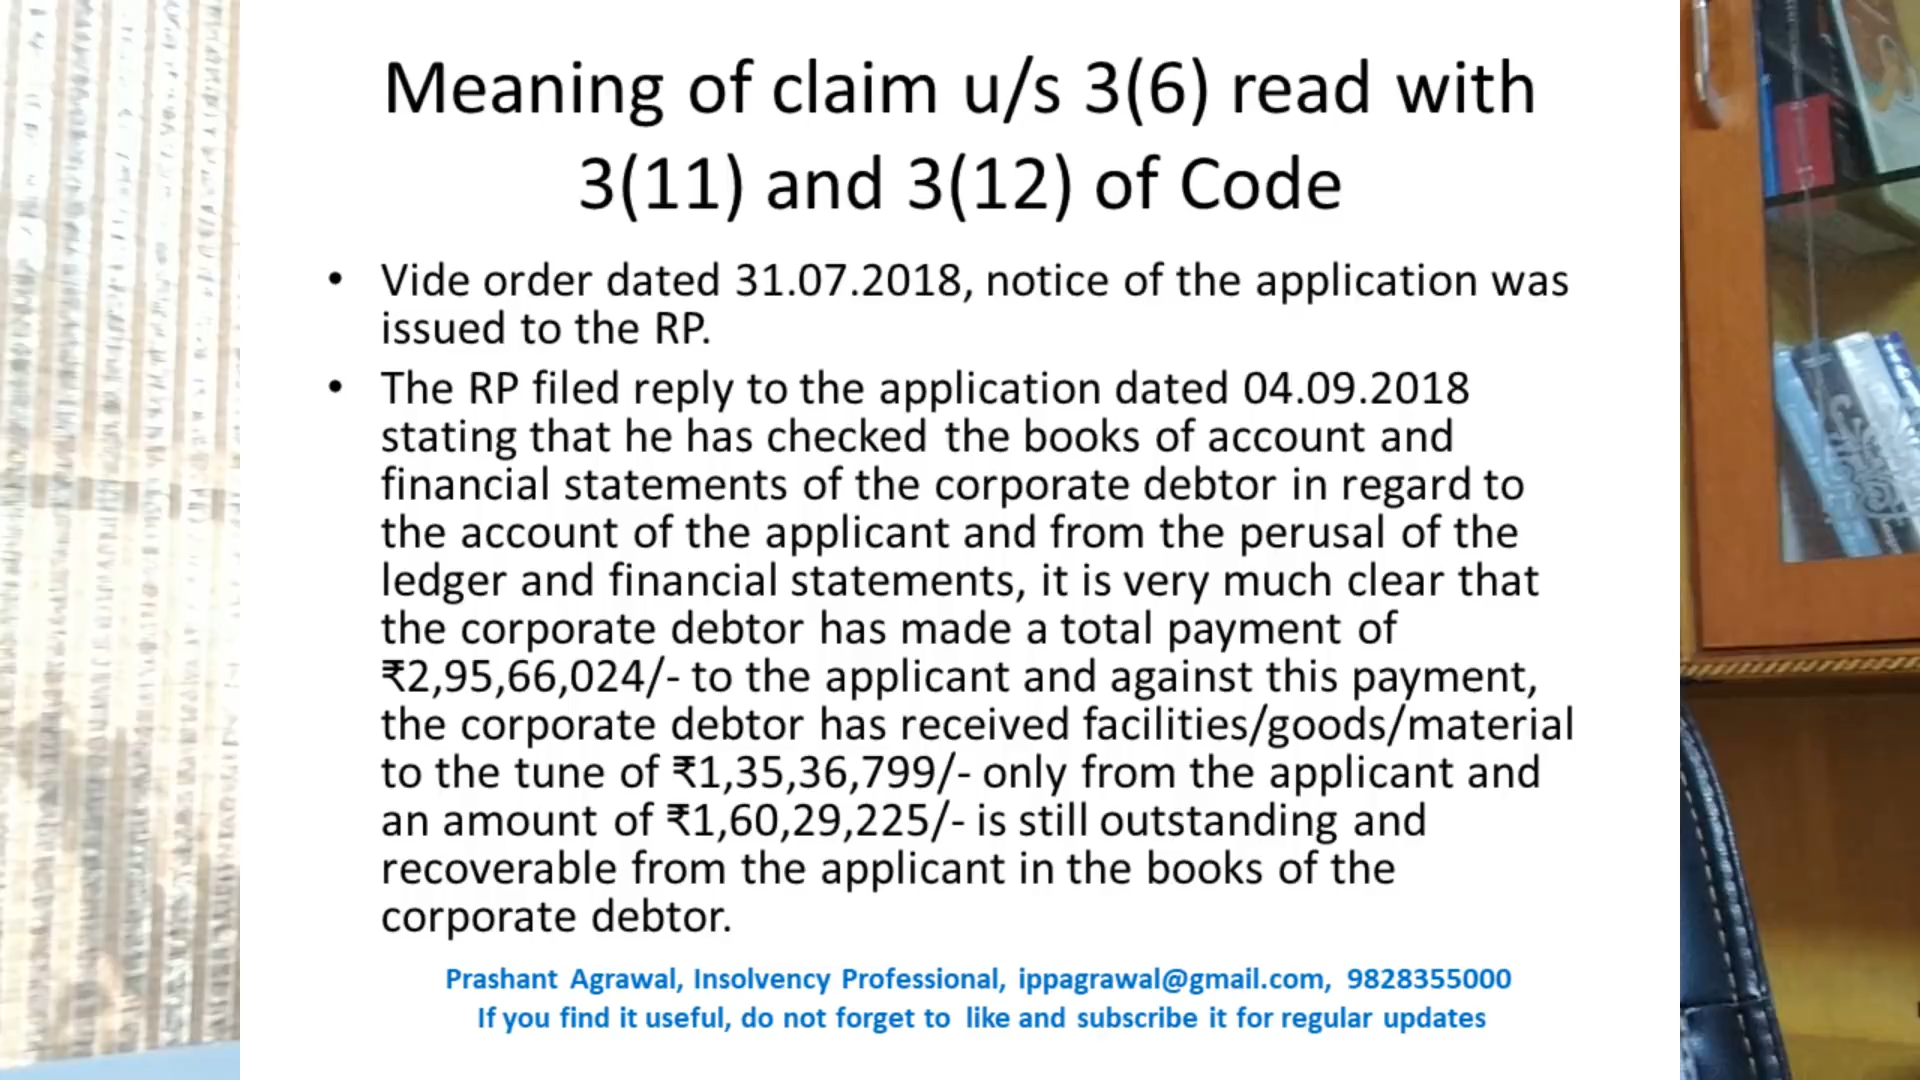 Meaning of claim u/s 3(6) read with
3(11) and 3(12) of Code
• Vide order dated 31.07.2018, notice of the application was
issued to the RP.
• The RP filed reply to the application dated 04.09.2018
stating that he has checked the books of account and
financial statements of the corporate debtor in regard to
the account of the applicant and from the perusal of the
ledger and financial statements, it is very much clear that
the corporate debtor has made a total payment of
₹2,95,66,024/- to the applicant and against this payment,
the corporate debtor has received facilities/goods/material
to the tune of ₹1,35,36,799/- only from the applicant and
an amount of ₹1,60,29,225/- is still outstanding and
recoverable from the applicant in the books of the
corporate debtor.
Prashant Agrawal, Insolvency Professional, ippagrawal@gmail.com, 9828355000
If you find it useful, do not forget to like and subscribe it for regular updates